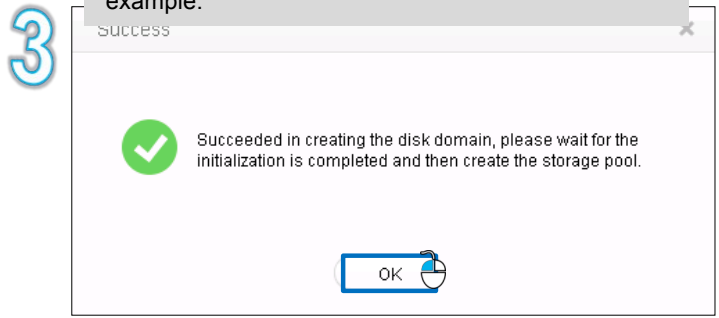 example.
3
Success
Succeeded in creating the disk domain, please wait for the
initialization is completed and then create the storage pool.
OK